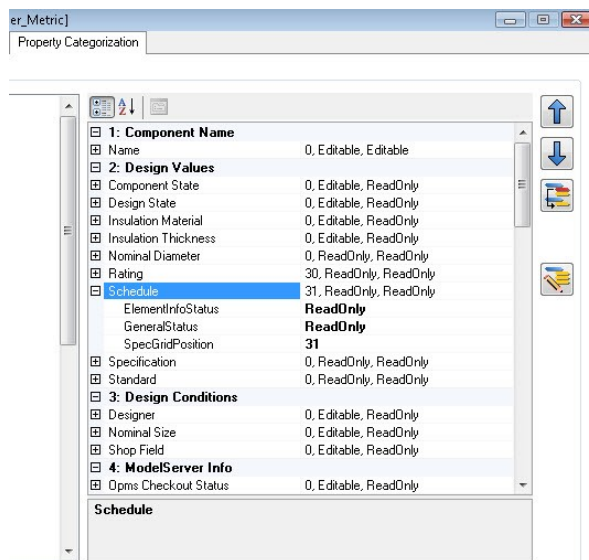 er_Metric]
Property Categorization
1: Component Name
Name 0, Editable, Editable
2: Design Values
Component State 0, Editable, ReadOnly
Design State 0, Editable, ReadOnly
Insulation Material 0, Editable, ReadOnly
Insulation Thickness 0, Editable, ReadOnly
Nominal Diameter 0, ReadOnly, ReadOnly
Rating 30, ReadOnly, ReadOnly
Schedule 31, ReadOnly, ReadOnly
ElementInfoStatus ReadOnly
GeneralStatus ReadOnly
SpecGridPosition 31
Specification 0, ReadOnly, ReadOnly
Standard 0, ReadOnly, ReadOnly
3: Design Conditions
Designer 0, Editable, ReadOnly
Nominal Size 0, Editable, ReadOnly
Shop Field 0, Editable, ReadOnly
4: ModelServer Info
Opms Checkout Status 0, Editable, ReadOnly
Schedule